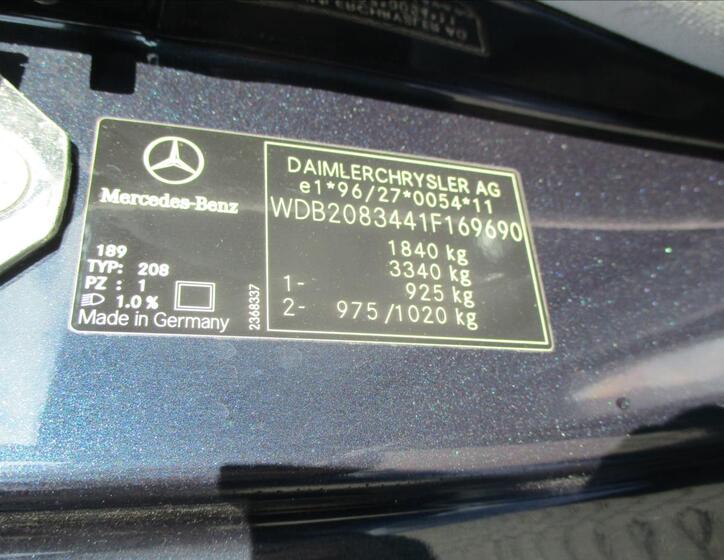 Mercedes-Benz
189
TYP: 208
PZ : 1
1.0 %
Made in Germany
2368337
DAIMLERCHRYSLER AG
e1*96/27*0054*11
WDB2083441F169690
1840 kg
3340 kg
1- 925 kg
2- 975/1020 kg